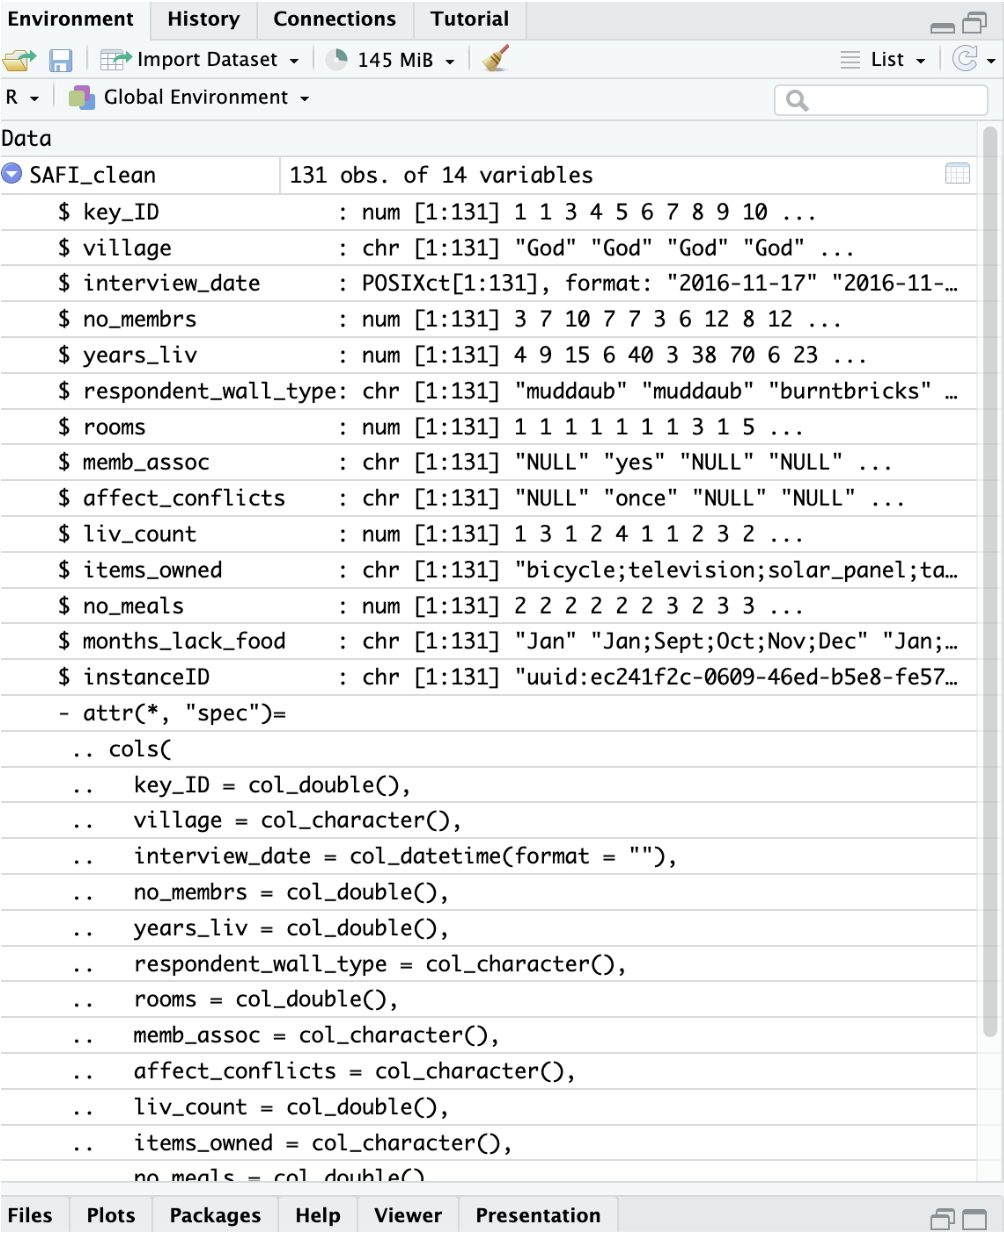 Environment History Connections Tutorial
Import Dataset 145 MiB List
R Global Environment
Data
SAFI_clean 131 obs. of 14 variables
$ key_ID : num [1:131] 1 1 3 4 5 6 7 8 9 10 ...
$ village : chr [1:131] "God" "God" "God" "God" ...
$ interview_date : POSIXct[1:131], format: "2016-11-17" "2016-11-…
$ no_membrs : num [1:131] 3 7 10 7 7 3 6 12 8 12 ...
$ years_liv : num [1:131] 4 9 15 6 40 3 38 70 6 23 ...
$ respondent_wall_type: chr [1:131] "muddaub" "muddaub" "burntbricks" …
$ rooms : num [1:131] 1 1 1 1 1 1 1 3 1 5 ...
$ memb_assoc : chr [1:131] "NULL" "yes" "NULL" "NULL" ...
$ affect_conflicts : chr [1:131] "NULL" "once" "NULL" "NULL" ...
$ liv_count : num [1:131] 1 3 1 2 4 1 1 2 3 2 ...
$ items_owned : chr [1:131] "bicycle;television;solar_panel;ta…
$ no_meals : num [1:131] 2 2 2 2 2 2 3 2 3 3 ...
$ months_lack_food : chr [1:131] "Jan" "Jan;Sept;Oct;Nov;Dec" "Jan;…
$ instanceID : chr [1:131] "uuid:ec241f2c-0609-46ed-b5e8-fe57…
- attr(*, "spec")=
.. cols(
.. key_ID = col_double(),
.. village = col_character(),
.. interview_date = col_datetime(format = ""),
.. no_membrs = col_double(),
.. years_liv = col_double(),
.. respondent_wall_type = col_character(),
.. rooms = col_double(),
.. memb_assoc = col_character(),
.. affect_conflicts = col_character(),
.. liv_count = col_double(),
.. items_owned = col_character(),
no_meals = col_double()
Files Plots Packages Help Viewer Presentation